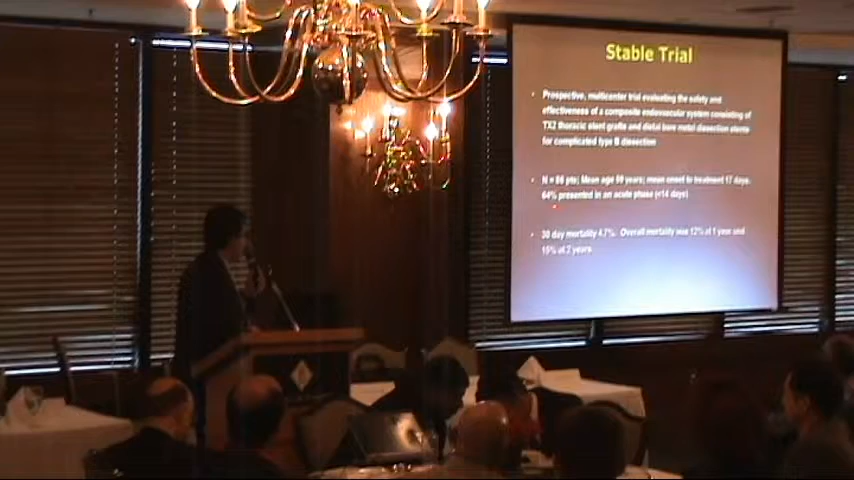 Stable Trial
• Prospective, multicenter trial evaluating the safety and
effectiveness of a composite endovascular system consisting of
TX2 thoracic stent grafts and distal bare metal dissection stents
for complicated type B dissection
• N = 86 pts; Mean age 59 years; mean onset to treatment 17 days.
64% presented in an acute phase (<14 days)
• 30 day mortality 4.7%. Overall mortality was 12% at 1 year and
15% at 2 years